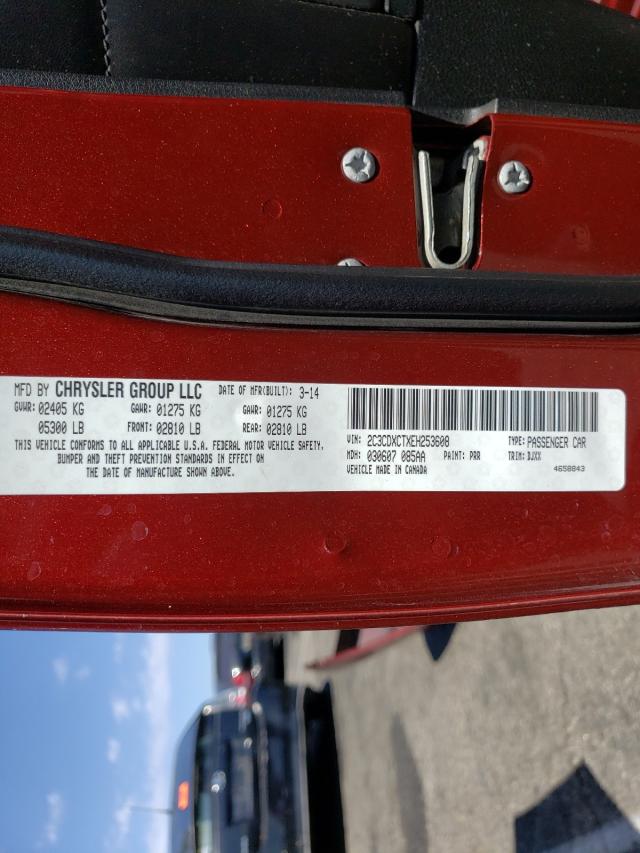 MFD BY CHRYSLER GROUP LLC DATE OF MFR(BUILT): 3-14
GVWR: 02405 KG GAWR: 01275 KG GAWR: 01275 KG
05300 LB FRONT: 02810 LB REAR: 02810 LB
THIS VEHICLE CONFORMS TO ALL APPLICABLE U.S.A. FEDERAL MOTOR VEHICLE SAFETY,
BUMPER AND THEFT PREVENTION STANDARDS IN EFFECT ON
THE DATE OF MANUFACTURE SHOWN ABOVE.
VIN: 2C3CDXCTXEH253608 TYPE: PASSENGER CAR
MDH: 030607 085AA PAINT: PRR TRIM: DJXX
VEHICLE MADE IN CANADA 4658843